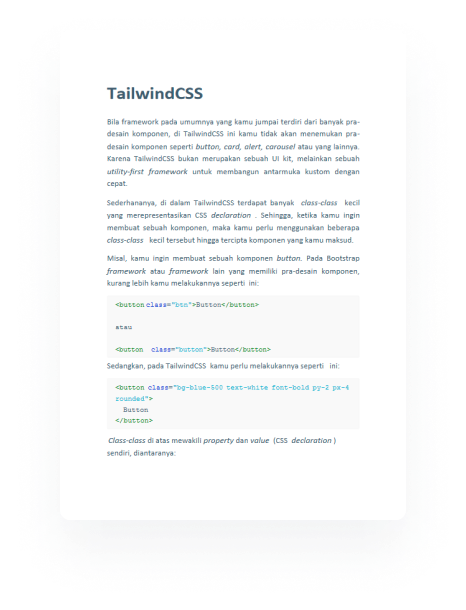 TailwindCSS
Bila framework pada umumnya yang kamu jumpai terdiri dari banyak pra-
desain komponen, di TailwindCSS ini kamu tidak akan menemukan pra-
desain komponen seperti button, card, alert, carousel atau yang lainnya.
Karena TailwindCSS bukan merupakan sebuah UI kit, melainkan sebuah
utility-first framework untuk membangun antarmuka kustom dengan
cepat.
Sederhananya, di dalam TailwindCSS terdapat banyak class-class kecil
yang merepresentasikan CSS declaration . Sehingga, ketika kamu ingin
membuat sebuah komponen, maka kamu perlu menggunakan beberapa
class-class kecil tersebut hingga tercipta komponen yang kamu maksud.
Misal, kamu ingin membuat sebuah komponen button. Pada Bootstrap
framework atau framework lain yang memiliki pra-desain komponen,
kurang lebih kamu melakukannya seperti ini:
<button class="btn">Button</button>
atau
<button class="button">Button</button>
Sedangkan, pada TailwindCSS kamu perlu melakukannya seperti ini:
<button class="bg-blue-500 text-white font-bold py-2 px-4
rounded">
Button
</button>
Class-class di atas mewakili property dan value (CSS declaration )
sendiri, diantaranya: